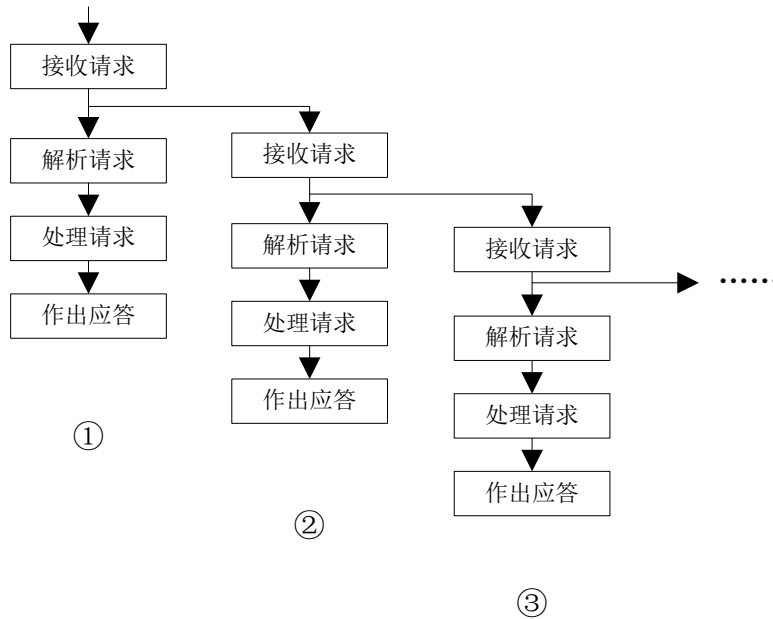 接收请求
解析请求
处理请求
作出应答
①
接收请求
解析请求
处理请求
作出应答
②
接收请求
解析请求
处理请求
作出应答
③
……